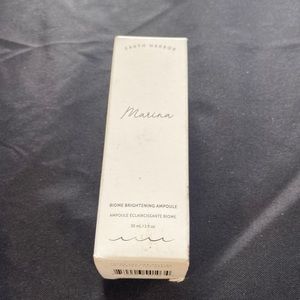 EARTH HARBOR
Marina
BIOME BRIGHTENING AMPOULE
AMPOULE ÉCLAIRCISSANTE BIOME
30 mL / 1 fl oz